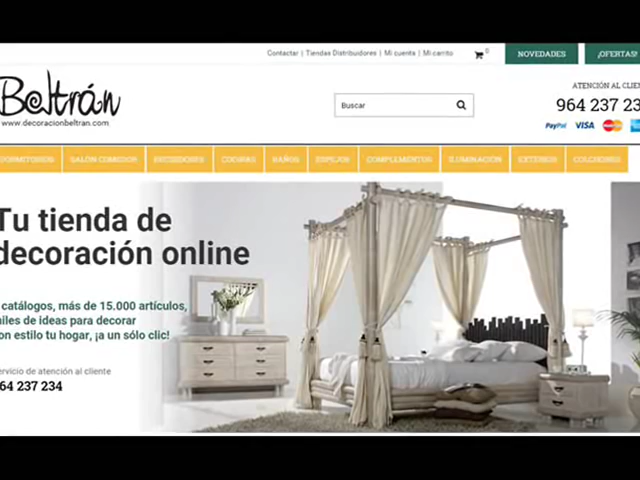 Contactar | Tiendas Distribuidores | Mi cuenta | Mi carrito
0
NOVEDADES
¡OFERTAS!
Beltrán
www.decoracionbeltran.com
Buscar
ATENCIÓN AL CLIE
964 237 23
PayPal VISA
DORMITORIOS SALÓN COMEDOR RECIBIDORES COCINAS BAÑOS ESPEJOS COMPLEMENTOS ILUMINACIÓN EXTERIOR COLCHONES
Tu tienda de
decoración online
catálogos, más de 15.000 artículos,
iles de ideas para decorar
on estilo tu hogar, ¡a un sólo clic!
ervicio de atención al cliente
64 237 234